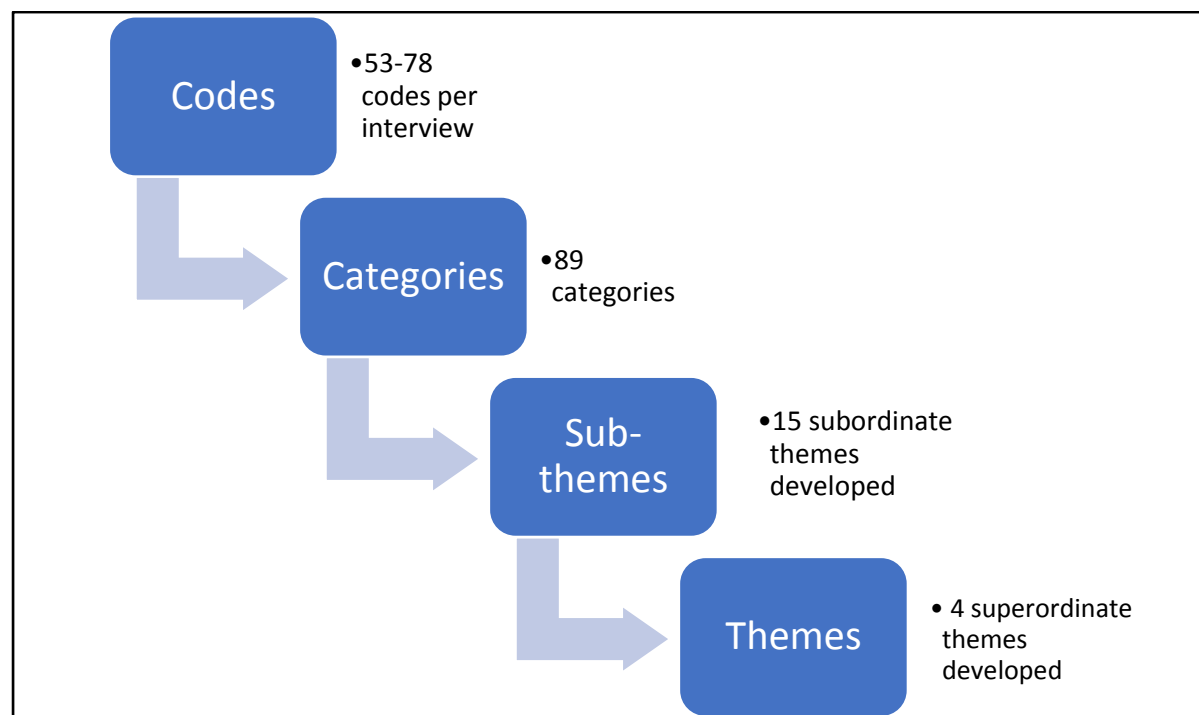 Codes
•53-78
codes per
interview
Categories
•89
categories
Sub-
themes
•15 subordinate
themes
developed
Themes
• 4 superordinate
themes
developed